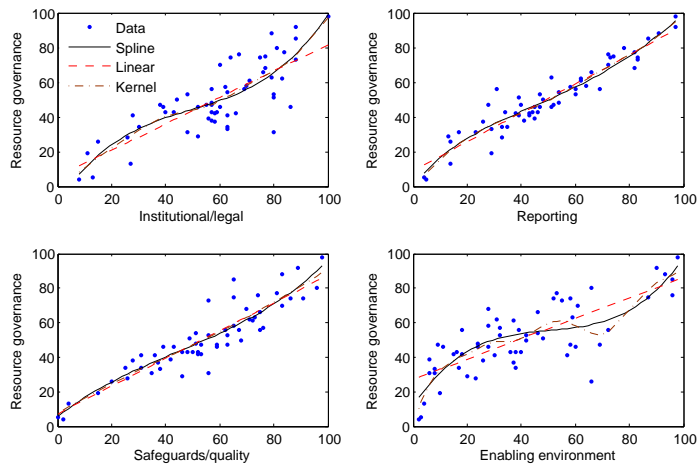 100
80
60
40
20
0
Resource governance
Data
Spline
Linear
Kernel
0 20 40 60 80 100
Institutional/legal
100
80
60
40
20
0
Resource governance
0 20 40 60 80 100
Reporting
100
80
60
40
20
0
Resource governance
0 20 40 60 80 100
Safeguards/quality
100
80
60
40
20
0
Resource governance
0 20 40 60 80 100
Enabling environment